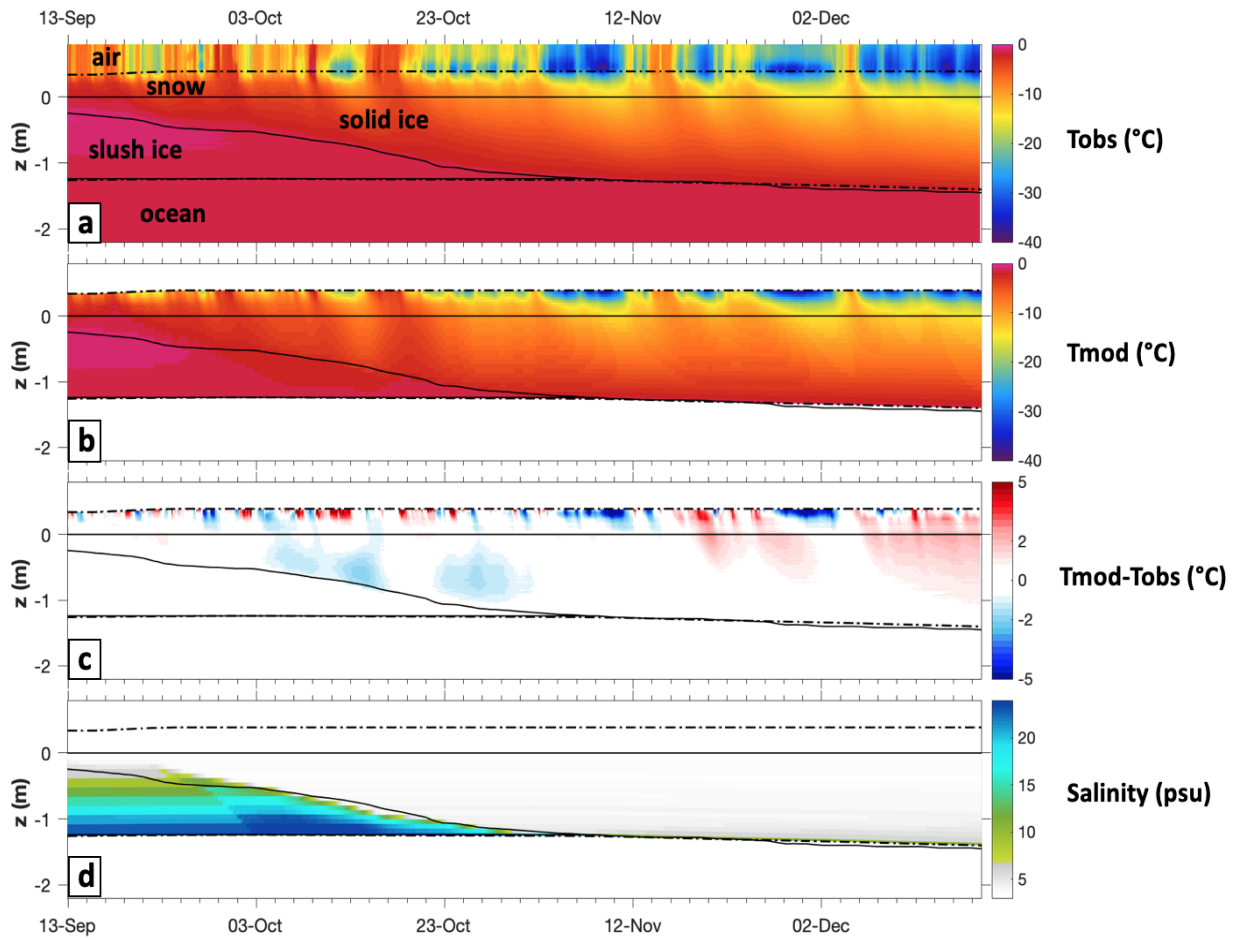 13-Sep 03-Oct 23-Oct 12-Nov 02-Dec
air
snow
solid ice
slush ice
ocean
z (m)
0
-1
-2
a
0
-10
-20
-30
-40
Tobs (°C)
z (m)
0
-1
-2
b
0
-10
-20
-30
-40
Tmod (°C)
z (m)
0
-1
-2
c
5
2
0
-2
-5
Tmod-Tobs (°C)
z (m)
0
-1
-2
d
20
15
10
5
Salinity (psu)
13-Sep 03-Oct 23-Oct 12-Nov 02-Dec